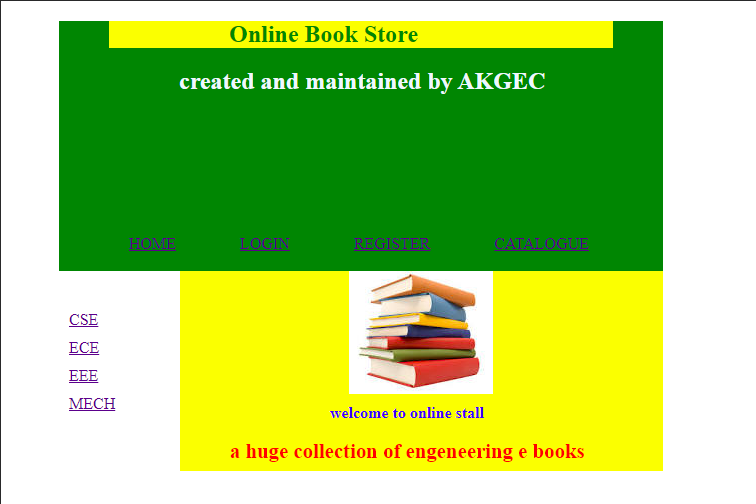 Online Book Store
created and maintained by AKGEC
HOME LOGIN REGISTER CATALOGUE
CSE
ECE
EEE
MECH
welcome to online stall
a huge collection of engeneering e books